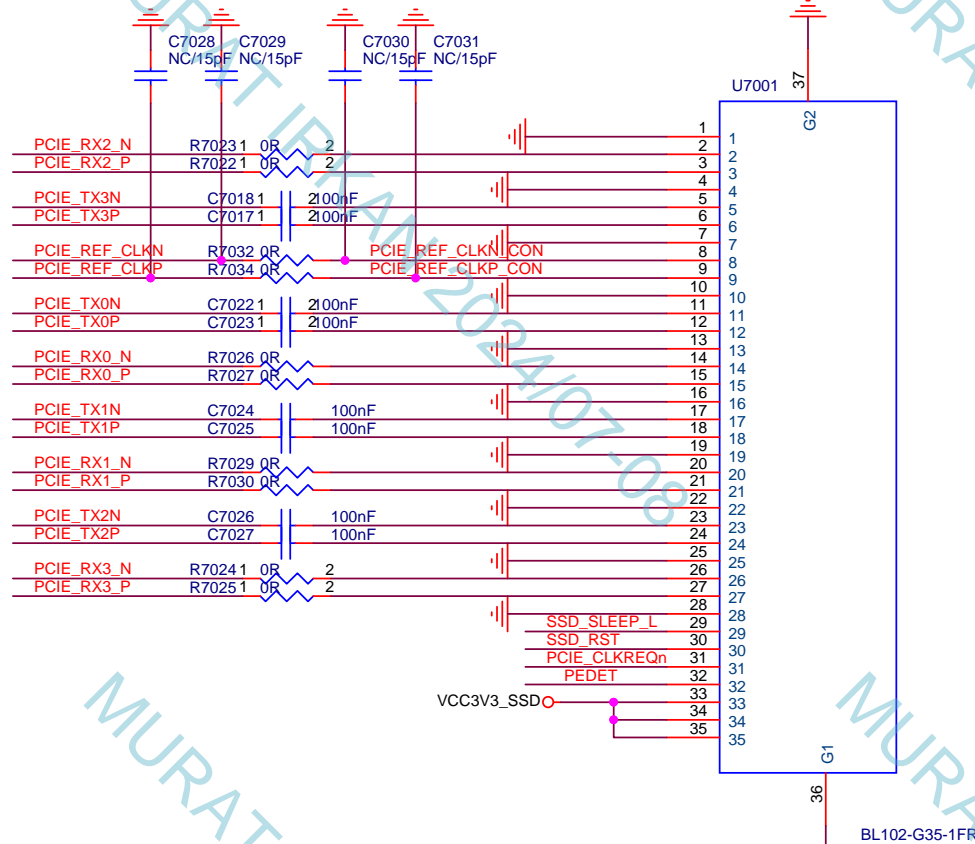 C7028 C7029 C7030 C7031
NC/15pF NC/15pF NC/15pF NC/15pF
U7001
37
G2
1 1
PCIE_RX2_N R7023 1 0R 2 2 2
PCIE_RX2_P R7022 1 0R 2 3 3
4 4
PCIE_TX3N C7018 1 2 100nF 5 5
PCIE_TX3P C7017 1 2 100nF 6 6
7 7
PCIE_REF_CLKN R7032 0R PCIE_REF_CLKN_CON 8 8
PCIE_REF_CLKP R7034 0R PCIE_REF_CLKP_CON 9 9
10 10
PCIE_TX0N C7022 1 2 100nF 11 11
PCIE_TX0P C7023 1 2 100nF 12 12
13 13
PCIE_RX0_N R7026 0R 14 14
PCIE_RX0_P R7027 0R 15 15
16 16
PCIE_TX1N C7024 100nF 17 17
PCIE_TX1P C7025 100nF 18 18
19 19
PCIE_RX1_N R7029 0R 20 20
PCIE_RX1_P R7030 0R 21 21
22 22
PCIE_TX2N C7026 100nF 23 23
PCIE_TX2P C7027 100nF 24 24
25 25
PCIE_RX3_N R7024 1 0R 2 26 26
PCIE_RX3_P R7025 1 0R 2 27 27
28 28
SSD_SLEEP_L 29 29
SSD_RST 30 30
PCIE_CLKREQn 31 31
PEDET 32 32
VCC3V3_SSD 33 33
34 34
35 35
G1
36
BL102-G35-1FR
MURAT IRKAN 2024/07-08
MURA
MURAT
MURA